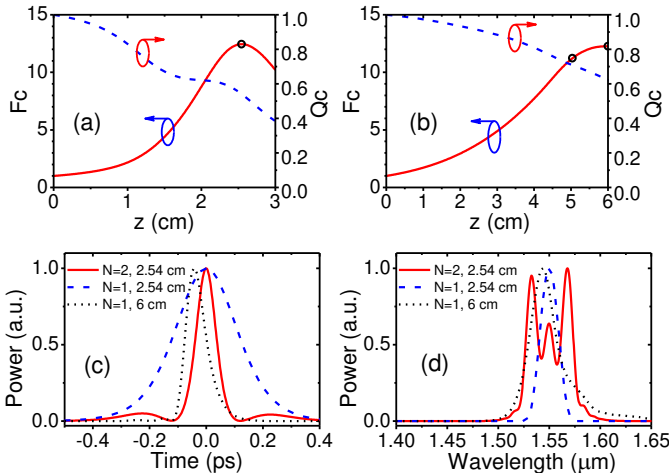 15
10
5
0
Fc
(a)
1.0
0.8
0.6
0.4
0.2
0.0
Qc
0
1
2
3
z (cm)
15
10
5
0
Fc
(b)
1.0
0.8
0.6
0.4
0.2
0.0
Qc
0
1
2
3
4
5
6
z (cm)
1.0
0.5
0.0
Power (a.u.)
N=2, 2.54 cm
N=1, 2.54 cm
N=1, 6 cm
(c)
-0.4
-0.2
0.0
0.2
0.4
Time (ps)
1.0
0.5
0.0
Power (a.u.)
N=2, 2.54 cm
N=1, 2.54 cm
N=1, 6 cm
(d)
1.40
1.45
1.50
1.55
1.60
1.65
Wavelength (μm)